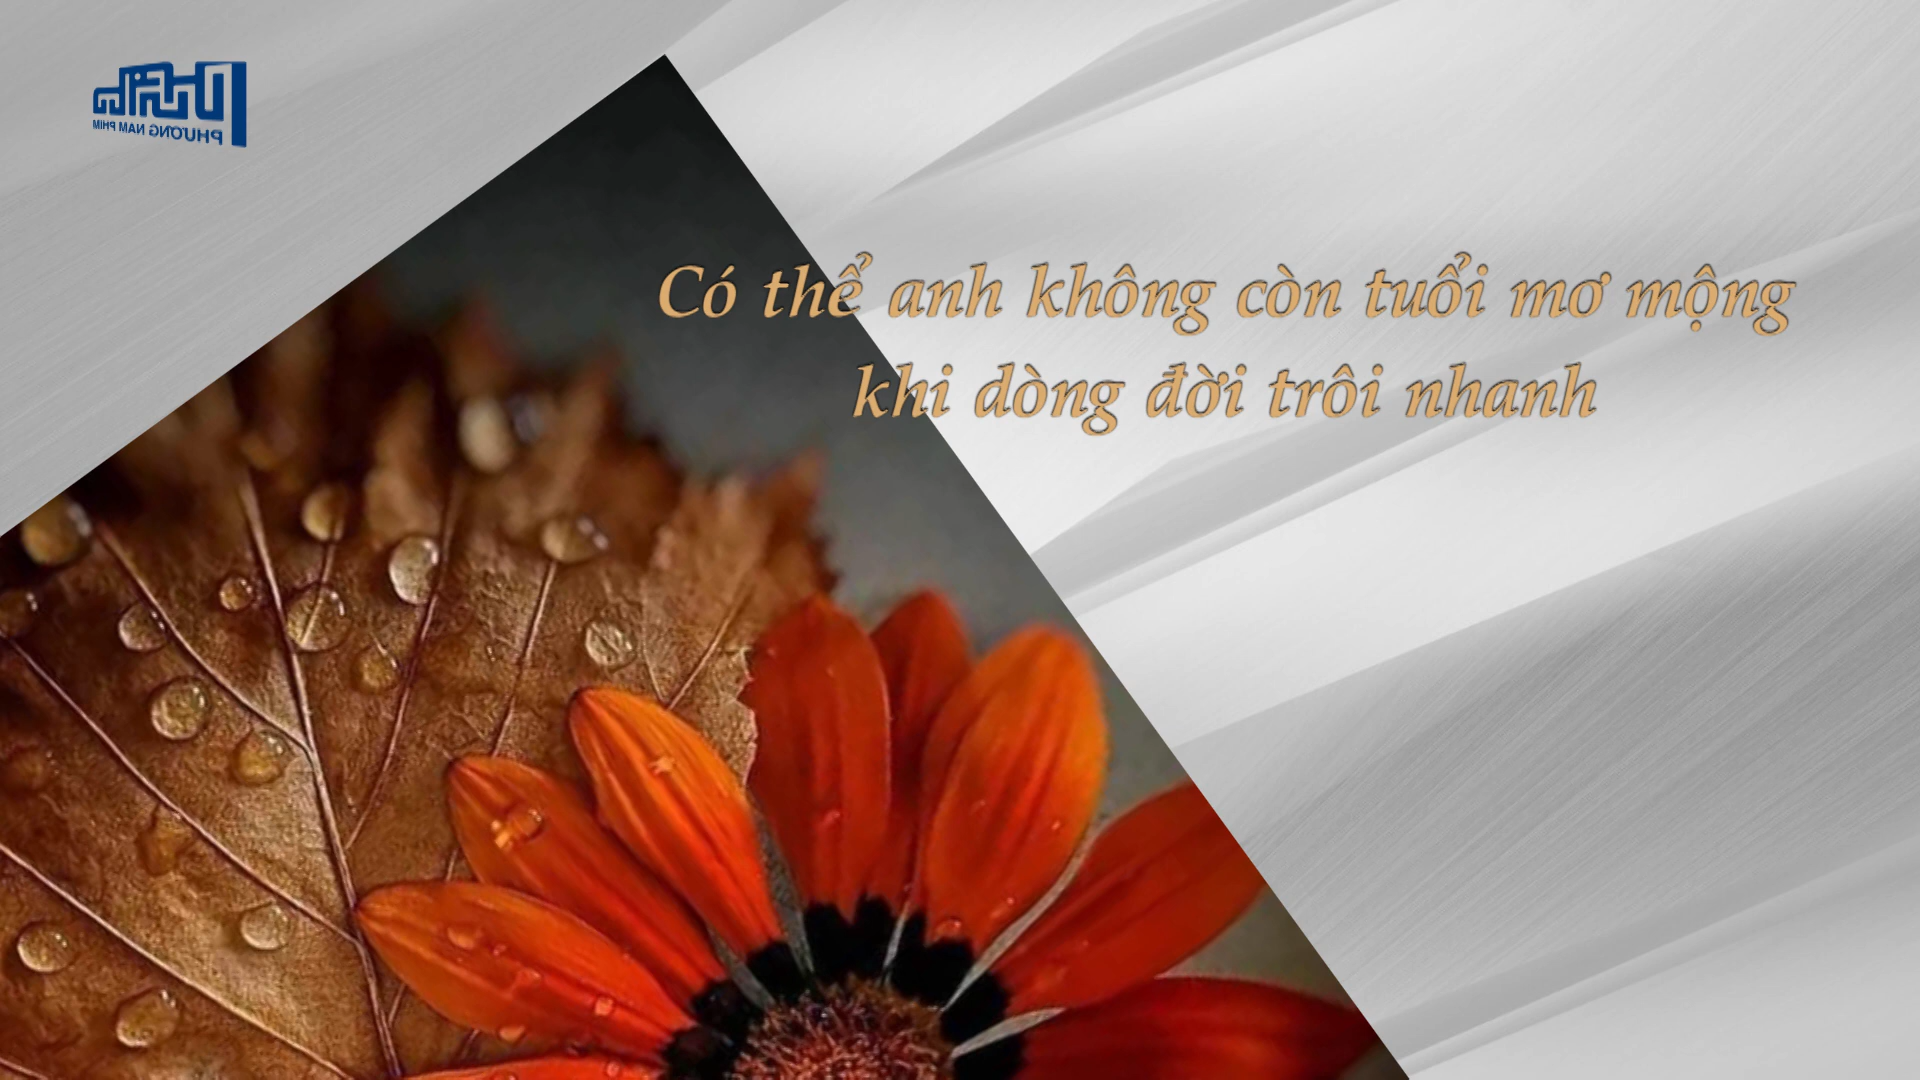 PHƯƠNG NAM PHIM
Có thể anh không còn tuổi mơ mộng
khi dòng đời trôi nhanh